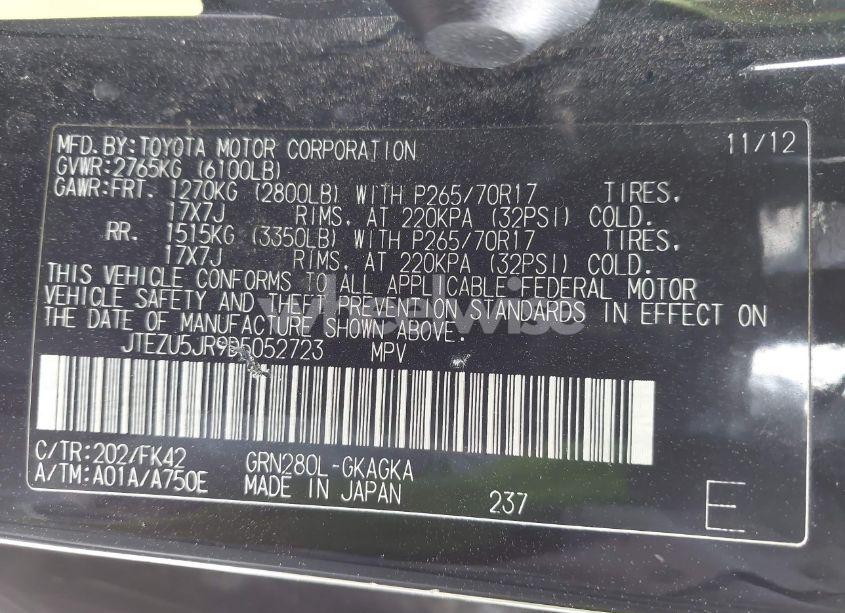 MFD.BY:TOYOTA MOTOR CORPORATION 11/12
GVWR:2765KG (6100LB)
GAWR:FRT. 1270KG (2800LB) WITH P265/70R17 TIRES,
17X7J RIMS, AT 220KPA (32PSI) COLD.
RR. 1515KG (3350LB) WITH P265/70R17 TIRES,
17X7J RIMS, AT 220KPA (32PSI) COLD.
THIS VEHICLE CONFORMS TO ALL APPLICABLE FEDERAL MOTOR
VEHICLE SAFETY AND THEFT PREVENTION STANDARDS IN EFFECT ON
THE DATE OF MANUFACTURE SHOWN ABOVE.
wheelwise
JTEZU5JR9D5052723 MPV
C/TR:202/FK42 GRN280L-GKAGKA
A/TM:A01A/A750E MADE IN JAPAN 237 E